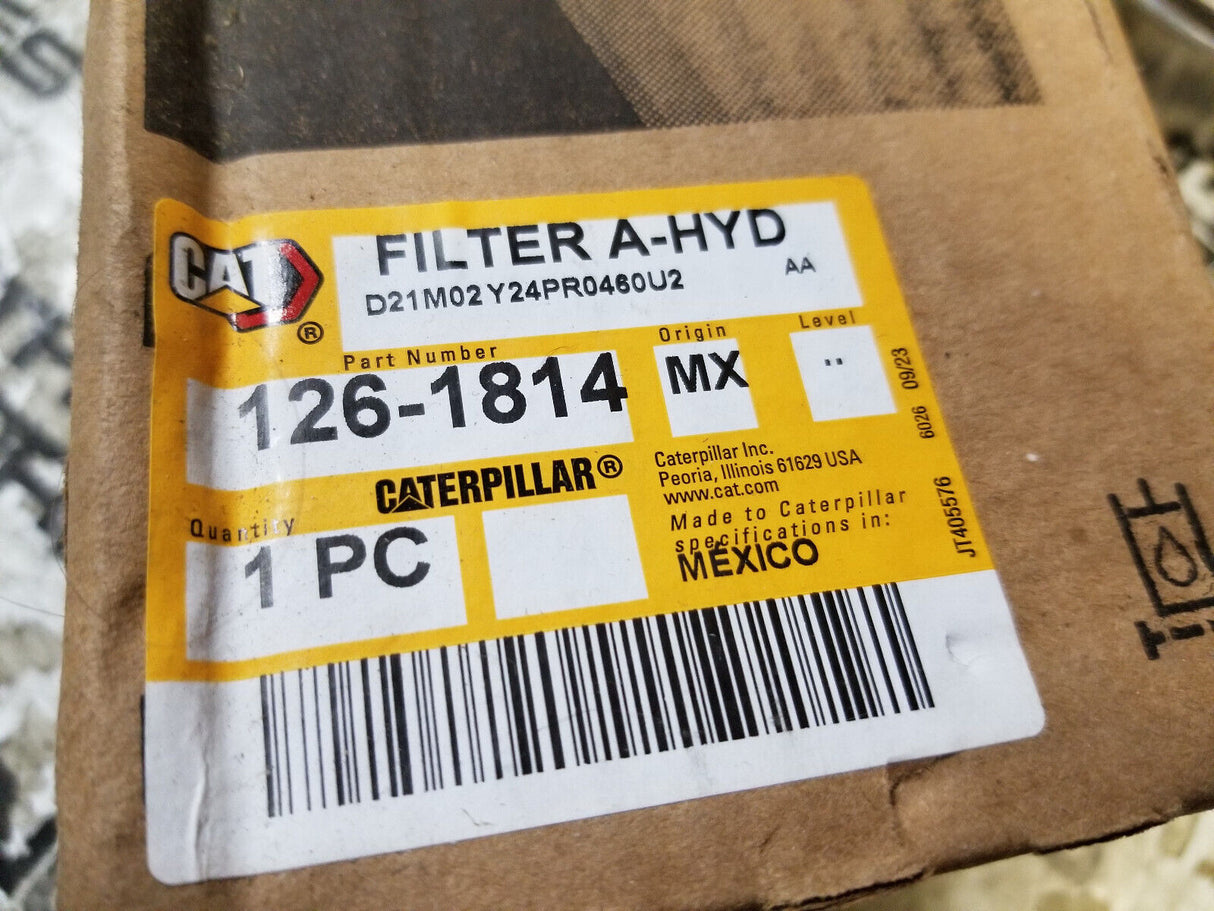 CAT®
FILTER A-HYD
D21M02Y24PR0460U2 AA
Part Number
126-1814
Origin
MX
Level
--
6026 09/23
CATERPILLAR®
Caterpillar Inc.
Peoria, Illinois 61629 USA
www.cat.com
Made to Caterpillar
specifications in:
MÉXICO
JT405576
Quantity
1 PC